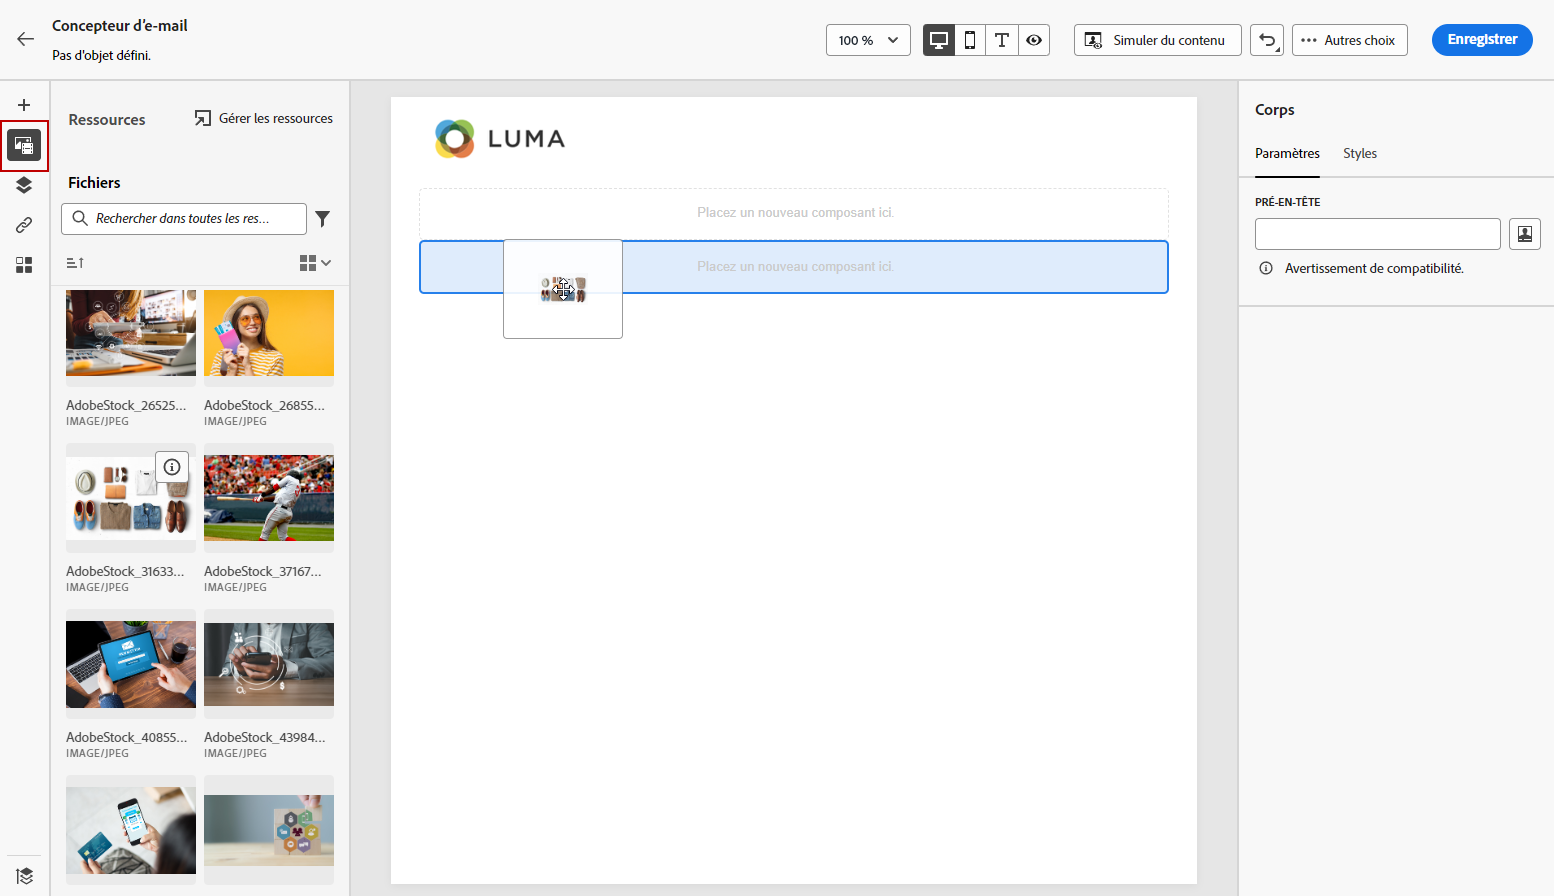 Concepteur d'e-mail
Pas d'objet défini.
100 %
Simuler du contenu
Autres choix
Enregistrer
Ressources
Gérer les ressources
Fichiers
Rechercher dans toutes les res...
AdobeStock_26525...
IMAGE/JPEG
AdobeStock_26855...
IMAGE/JPEG
AdobeStock_31633...
IMAGE/JPEG
AdobeStock_37167...
IMAGE/JPEG
AdobeStock_40855...
IMAGE/JPEG
AdobeStock_43984...
IMAGE/JPEG
LUMA
Placez un nouveau composant ici.
Placez un nouveau composant ici.
Corps
Paramètres
Styles
PRÉ-EN-TÊTE
Avertissement de compatibilité.